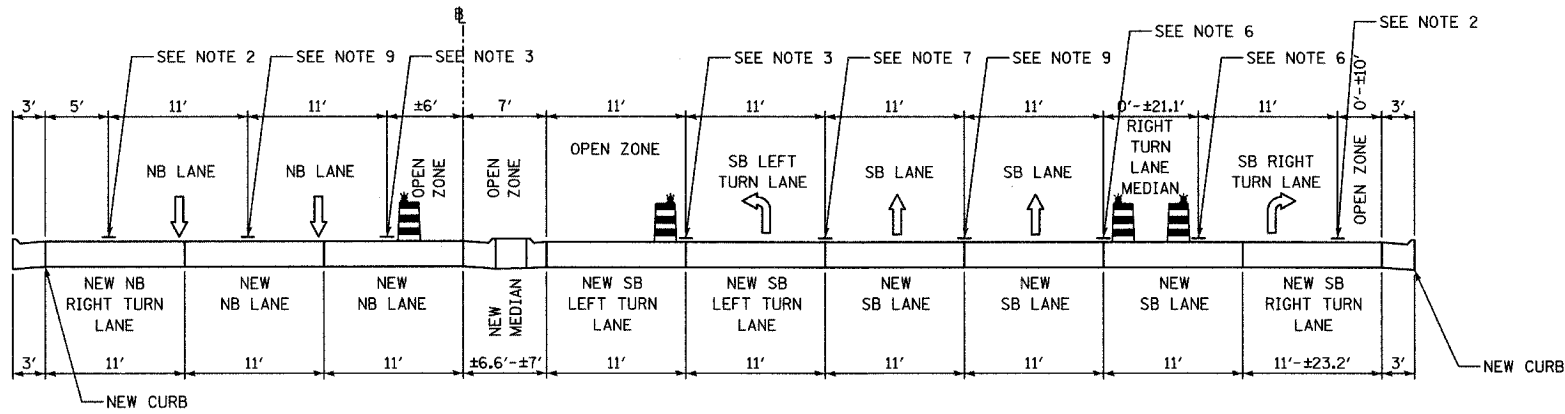 ℄
SEE NOTE 2
SEE NOTE 9
SEE NOTE 3
SEE NOTE 3
SEE NOTE 7
SEE NOTE 9
SEE NOTE 6
SEE NOTE 6
SEE NOTE 2
3'
5'
11'
11'
±6'
7'
11'
11'
11'
11'
0'-±21.1'
11'
0'-±10'
3'
NB LANE
NB LANE
OPEN
ZONE
OPEN
ZONE
OPEN ZONE
SB LEFT
TURN LANE
SB LANE
SB LANE
RIGHT
TURN
LANE
MEDIAN
SB RIGHT
TURN LANE
OPEN ZONE
NEW NB
RIGHT TURN
LANE
NEW
NB LANE
NEW
NB LANE
NEW
MEDIAN
NEW SB
LEFT TURN
LANE
NEW SB
LEFT TURN
LANE
NEW
SB LANE
NEW
SB LANE
NEW
SB LANE
NEW SB
RIGHT TURN
LANE
3'
11'
11'
11'
±6.6'-±7'
11'
11'
11'
11'
11'
11'-±23.2'
3'
NEW CURB
NEW CURB